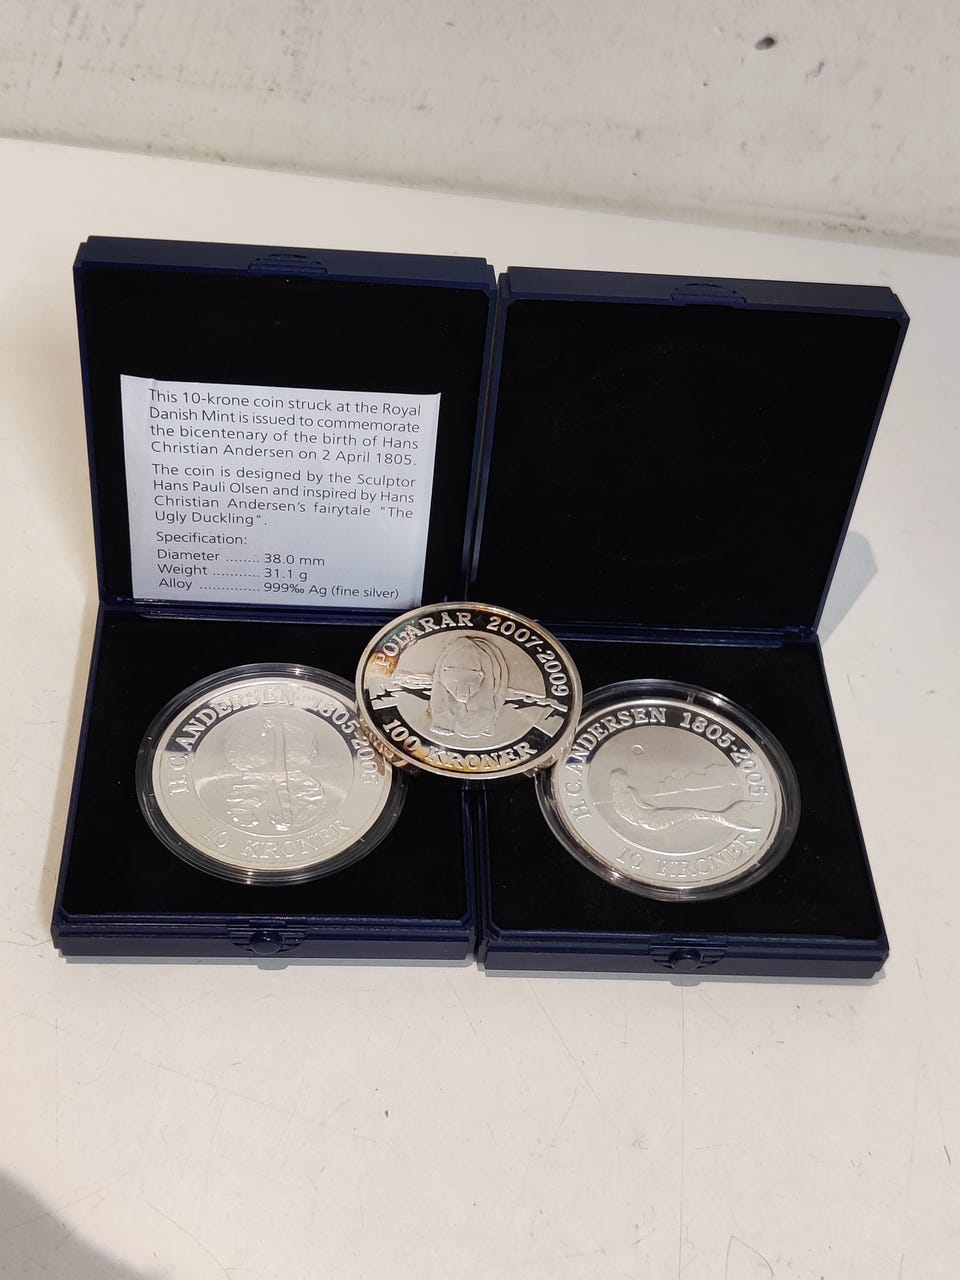 This 10-krone coin struck at the Royal
Danish Mint is issued to commemorate
the bicentenary of the birth of Hans
Christian Andersen on 2 April 1805.
The coin is designed by the Sculptor
Hans Pauli Olsen and inspired by Hans
Christian Andersen's fairytale "The
Ugly Duckling".
Specification:
Diameter ........ 38.0 mm
Weight ........... 31.1 g
Alloy .............. 999‰ Ag (fine silver)
POLARÅR 2007-2009
100 KRONER
H.C. ANDERSEN 1805-2005
10 KRONER
H.C. ANDERSEN 1805-2005
10 KRONER